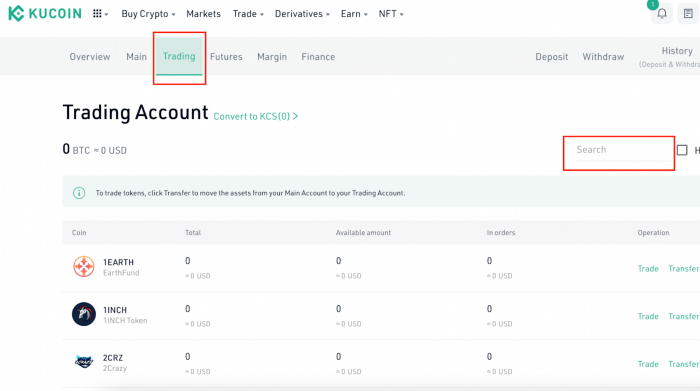 KUCOIN Buy Crypto Markets Trade Derivatives Earn NFT 1
Overview Main Trading Futures Margin Finance Deposit Withdraw History
(Deposit & Withdra
Trading Account Convert to KCS(0) >
0 BTC ≈ 0 USD Search H
To trade tokens, click Transfer to move the assets from your Main Account to your Trading Account.
Coin Total Available amount In orders Operation
1EARTH 0 0 0
EarthFund ≈ 0 USD ≈ 0 USD ≈ 0 USD Trade Transfer
1INCH 0 0 0
1INCH Token ≈ 0 USD ≈ 0 USD ≈ 0 USD Trade Transfer
2CRZ 0 0 0
2Crazy ≈ 0 USD ≈ 0 USD ≈ 0 USD Trade Transfer